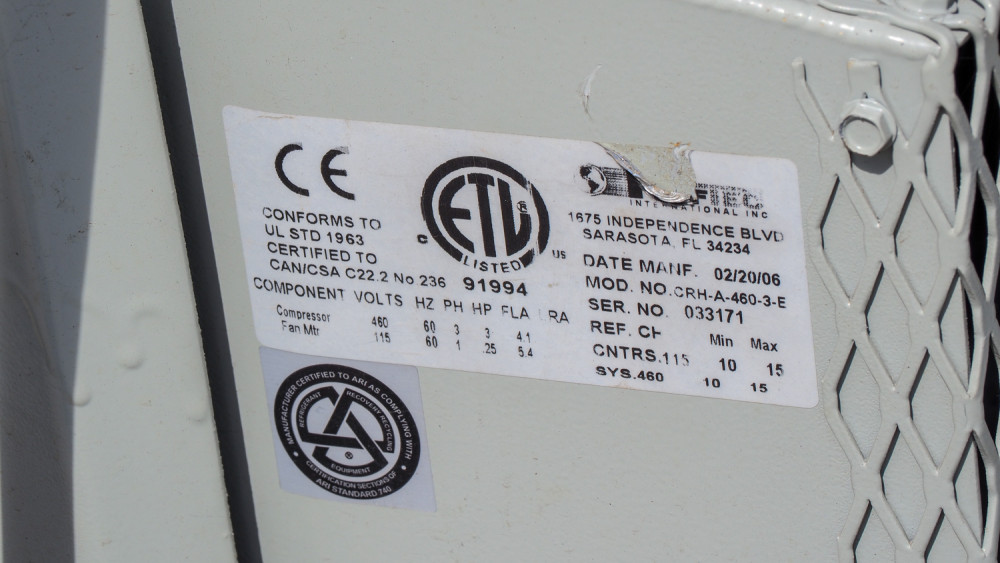 CE
CONFORMS TO
UL STD 1963
CERTIFIED TO
CAN/CSA C22.2 No 236
ETL
®
C
US
LISTED
91994
INTERNATIONAL INC
1675 INDEPENDENCE BLVD
SARASOTA, FL 34234
DATE MANF. 02/20/06
MOD. NO. CRH-A-460-3-E
SER. NO. 033171
REF. CH Min Max
CNTRS.115 10 15
SYS.460 10 15
COMPONENT VOLTS HZ PH HP FLA RA
Compressor 460 60 3 3 4.1
Fan Mtr 115 60 1 .25 5.4
MANUFACTURER CERTIFIED TO ARI AS COMPLYING WITH
CERTIFICATION SECTIONS OF
ARI STANDARD 740
REFRIGERANT
RECOVERY RECYCLING
EQUIPMENT
®